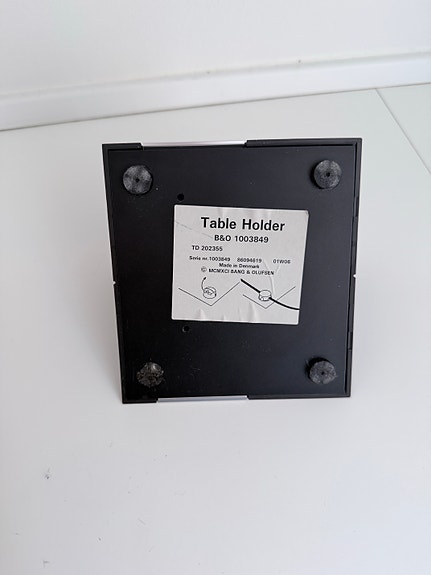 Table Holder
B&O 1003849
TD 202355
Serie nr. 1003849 86094619 01W06
Made in Denmark
© MCMXCI BANG & OLUFSEN